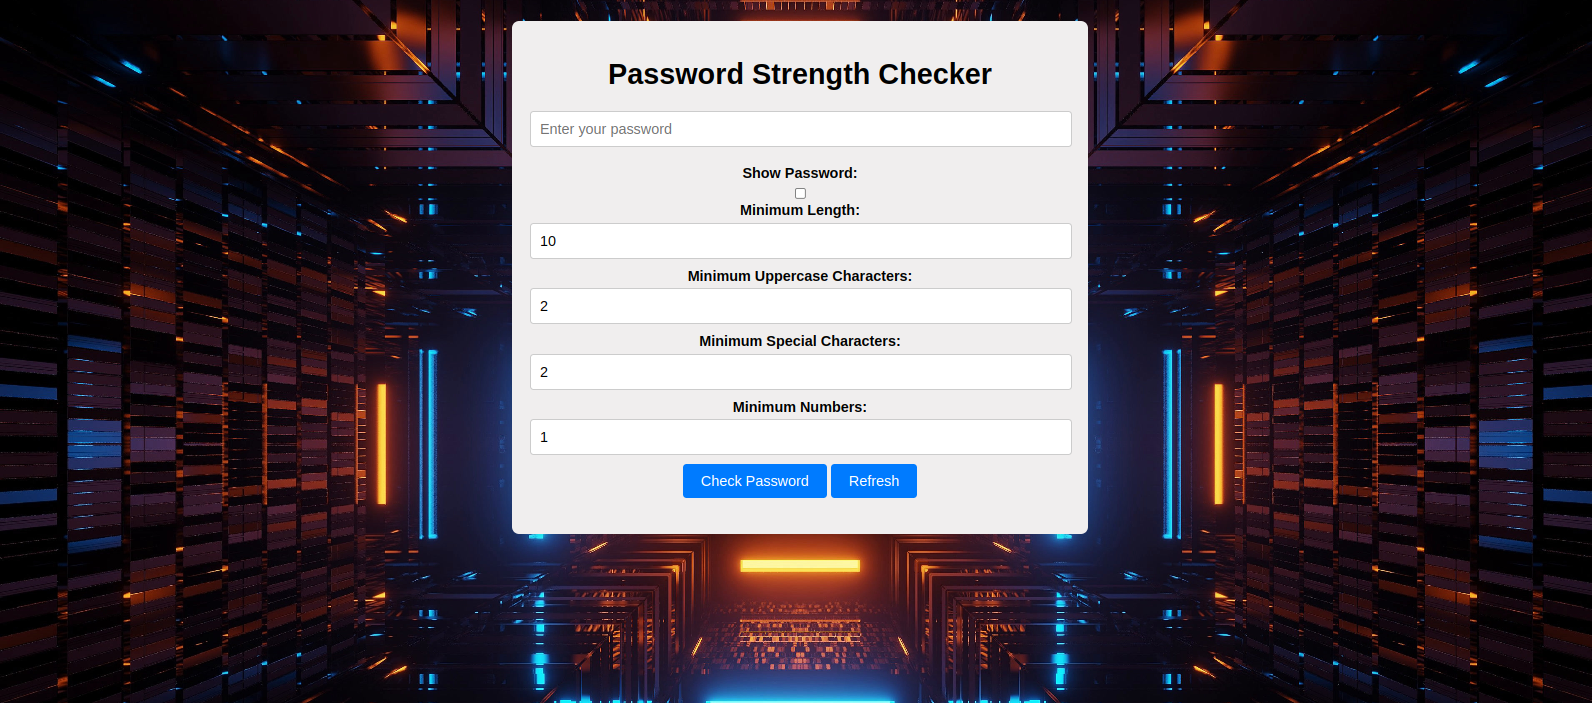 Password Strength Checker
Enter your password
Show Password:
Minimum Length:
10
Minimum Uppercase Characters:
2
Minimum Special Characters:
2
Minimum Numbers:
1
Check Password Refresh